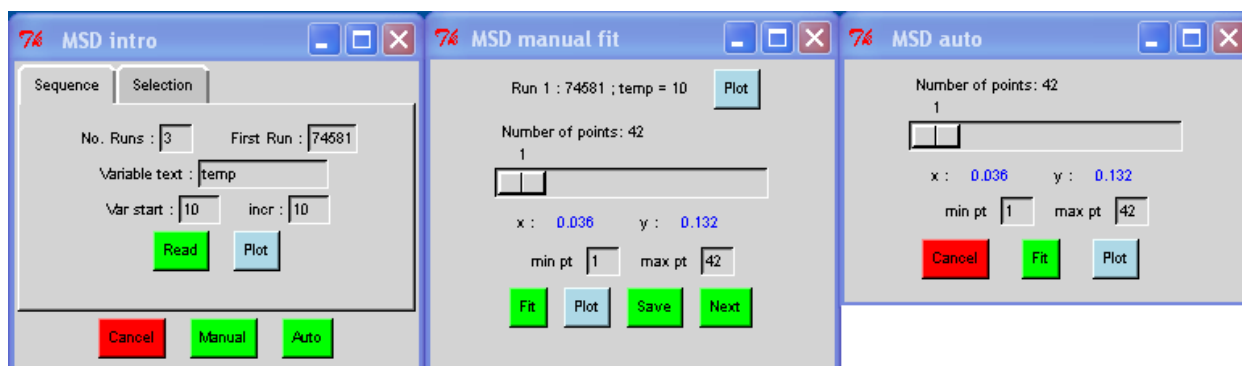 MSD intro
Sequence Selection
No. Runs : 3 First Run : 74581
Variable text : temp
Var start : 10 incr : 10
Read Plot
Cancel Manual Auto
MSD manual fit
Run 1 : 74581 ; temp = 10 Plot
Number of points: 42
1
x : 0.036 y : 0.132
min pt 1 max pt 42
Fit Plot Save Next
MSD auto
Number of points: 42
1
x : 0.036 y : 0.132
min pt 1 max pt 42
Cancel Fit Plot